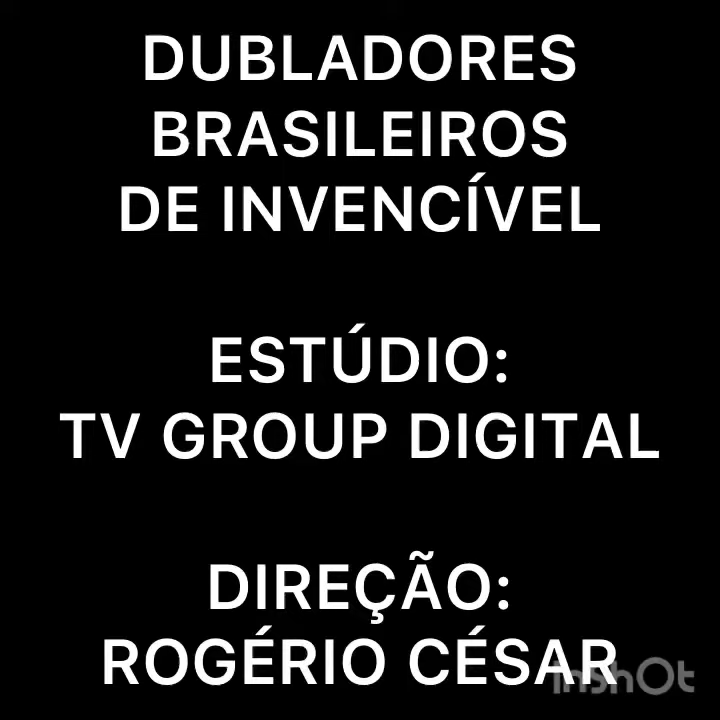 DUBLADORES
BRASILEIROS
DE INVENCÍVEL
ESTÚDIO:
TV GROUP DIGITAL
DIREÇÃO:
ROGÉRIO CÉSAR
InShOt